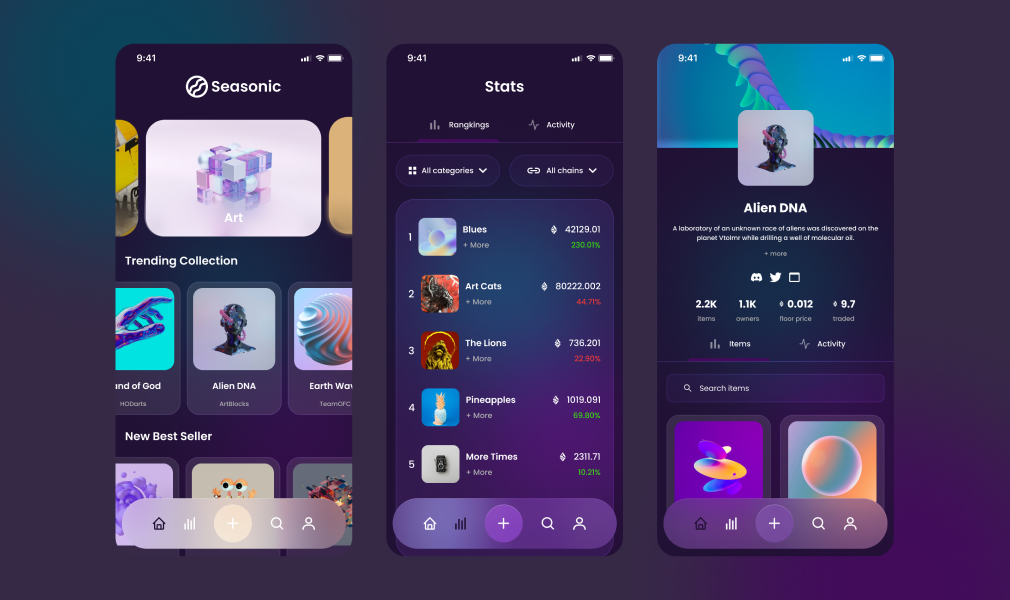 9:41
Seasonic
Art
Trending Collection
and of God
HODarts
Alien DNA
ArtBlocks
Earth Wav
TeamOFC
New Best Seller
9:41
Stats
Rangkings
Activity
All categories
All chains
1
Blues
42129.01
+ More
230.01%
2
Art Cats
80222.002
+ More
44.71%
3
The Lions
736.201
+ More
22.90%
4
Pineapples
1019.091
+ More
69.80%
5
More Times
2311.71
+ More
10.21%
9:41
Alien DNA
A laboratory of an unknown race of aliens was discovered on the
planet Vtolmr while drilling a well of molecular oil.
+ more
2.2K
1.1K
0.012
9.7
items
owners
floor price
traded
Items
Activity
Search items